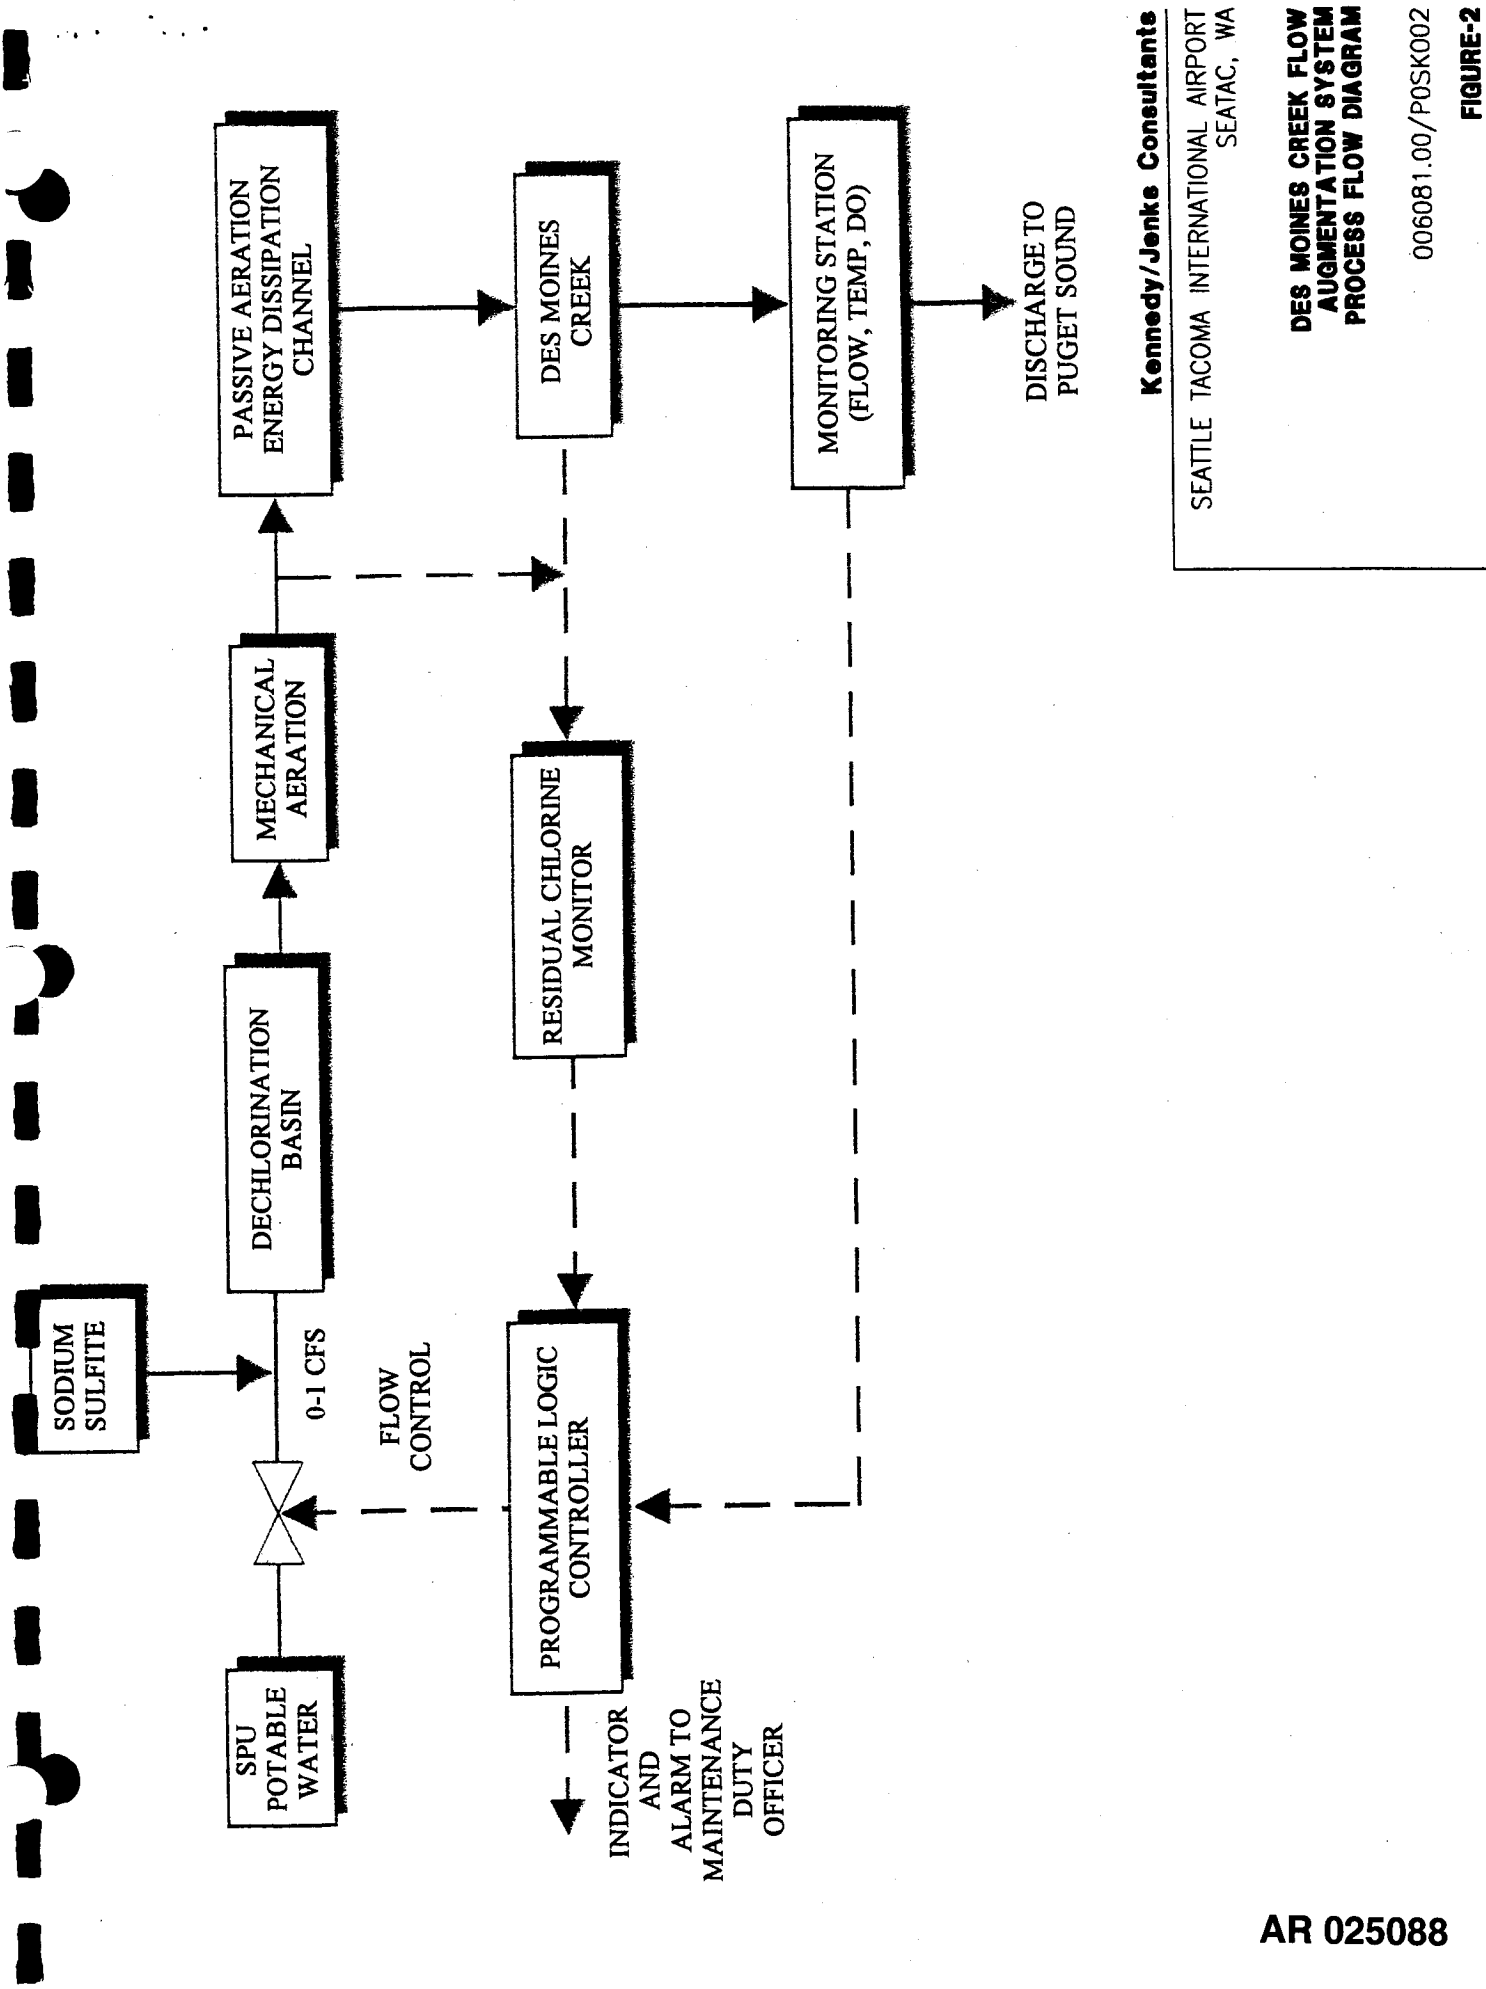 SODIUM
SULFITE
SPU
POTABLE
WATER
0-1 CFS
DECHLORINATION
BASIN
MECHANICAL
AERATION
PASSIVE AERATION
ENERGY DISSIPATION
CHANNEL
FLOW
CONTROL
PROGRAMMABLE LOGIC
CONTROLLER
RESIDUAL CHLORINE
MONITOR
DES MOINES
CREEK
INDICATOR
AND
ALARM TO
MAINTENANCE
DUTY
OFFICER
MONITORING STATION
(FLOW, TEMP, DO)
DISCHARGE TO
PUGET SOUND
Kennedy/Jenks Consultants
SEATTLE TACOMA INTERNATIONAL AIRPORT
SEATAC, WA
DES MOINES CREEK FLOW
AUGMENTATION SYSTEM
PROCESS FLOW DIAGRAM
006081.00/P0SK002
FIGURE-2
AR 025088